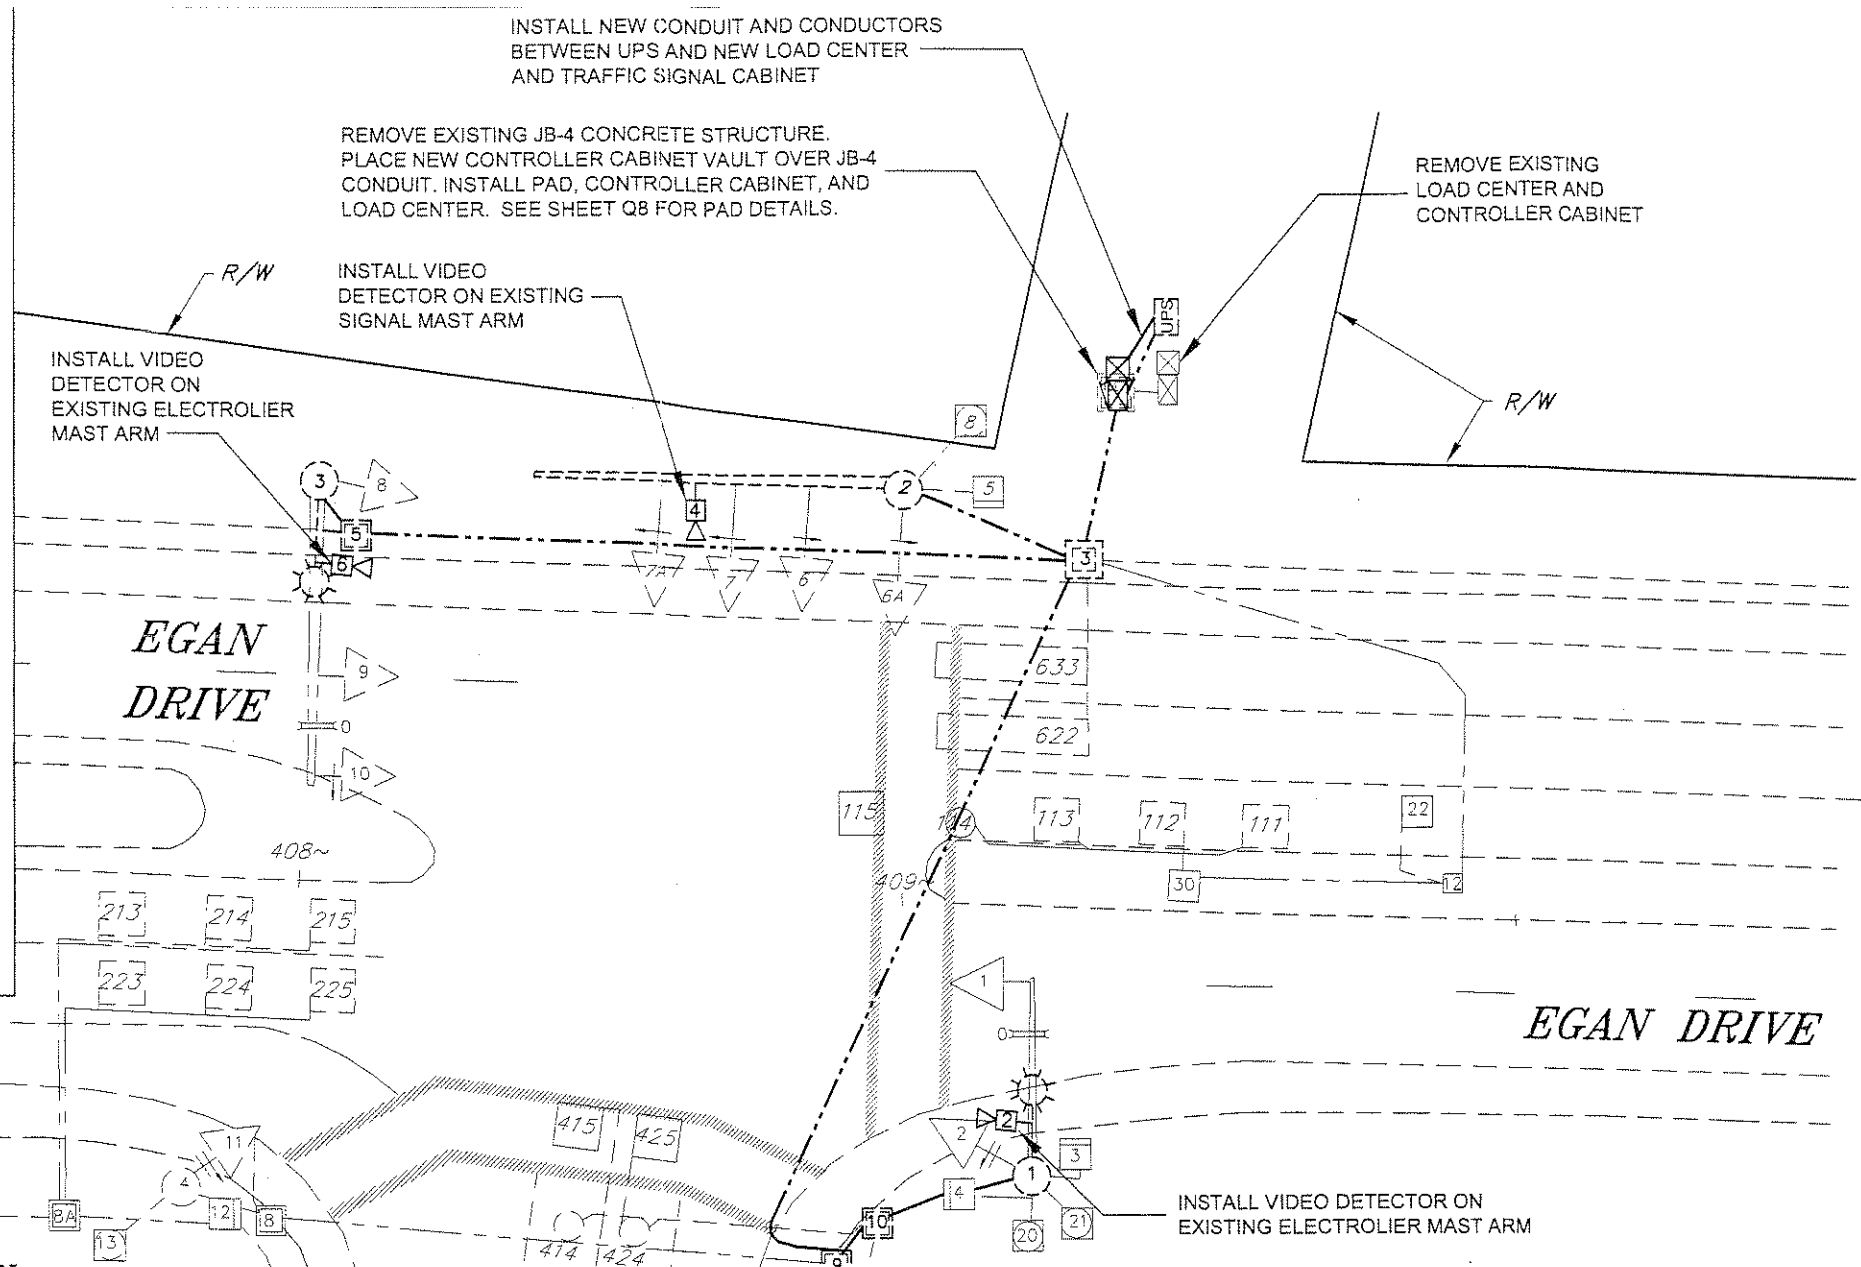 INSTALL NEW CONDUIT AND CONDUCTORS
BETWEEN UPS AND NEW LOAD CENTER
AND TRAFFIC SIGNAL CABINET
REMOVE EXISTING JB-4 CONCRETE STRUCTURE.
PLACE NEW CONTROLLER CABINET VAULT OVER JB-4
CONDUIT. INSTALL PAD, CONTROLLER CABINET, AND
LOAD CENTER. SEE SHEET Q8 FOR PAD DETAILS.
REMOVE EXISTING
LOAD CENTER AND
CONTROLLER CABINET
R/W
INSTALL VIDEO
DETECTOR ON EXISTING
SIGNAL MAST ARM
UPS
INSTALL VIDEO
DETECTOR ON
EXISTING ELECTROLIER
MAST ARM
R/W
8
3
8
2
5
4
5
6
3
7A
7
6
6A
EGAN
DRIVE
9
0
10
633
622
115
114
113
112
111
22
408~
409~
30
12
213
214
215
223
224
225
1
0
EGAN DRIVE
415
425
2
2
3
11
4
1
4
8A
12
8
13
10
20
21
414
424
9
INSTALL VIDEO DETECTOR ON
EXISTING ELECTROLIER MAST ARM